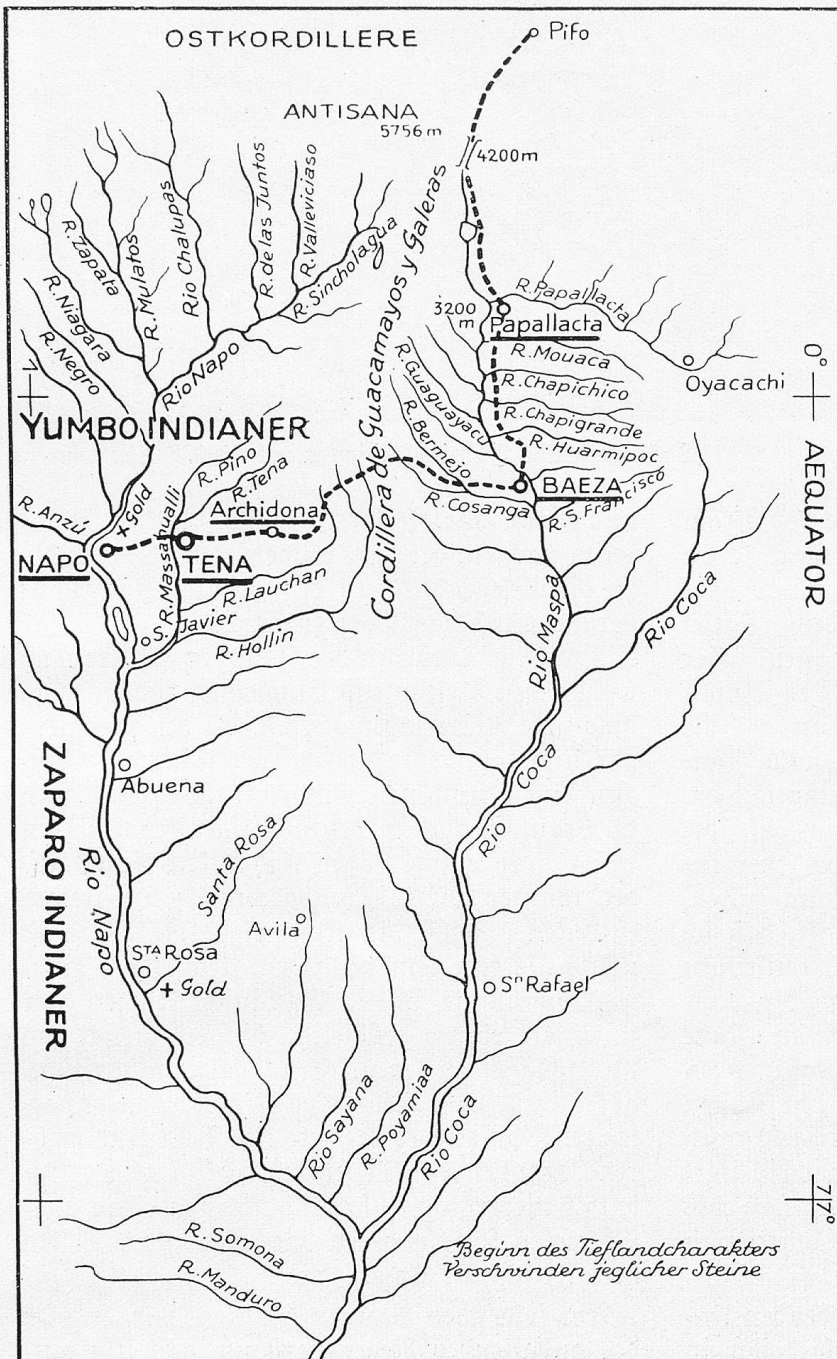 OSTKORDILLERE
Pifo
ANTISANA
5756 m
4200m
R. Zapata
R. Mulatos
Rio Chalupas
R. de las Juntos
R. Valleviciaso
R. Sincholagua
R. Niagara
R. Negro
Rio Napo
Cordillera de Guacamayos y Galeras
3200
m
R. Papallacta
Papallacta
Oyacachi
R. Mouaca
R. Chapichico
R. Chapigrande
R. Huarmipoc
R. Guaguayacu
R. Bermejo
R. Cosanga
BAEZA
R. S. Francisco
0°
AEQUATOR
YUMBO INDIANER
R. Pino
R. Tena
Archidona
R. Anzú
+ Gold
NAPO
R. Massahualli
TENA
R. Lauchan
S. Javier
R. Hollin
Rio Maspa
Rio Coca
ZAPARO INDIANER
Abuena
Rio Coca
Rio Napo
Santa Rosa
Avila
STA ROSA
+ Gold
Sn Rafael
Rio Sayana
R. Poyamiaa
Rio Coca
77°
R. Somona
R. Manduro
Beginn des Tieflandcharakters
Verschwinden jeglicher Steine